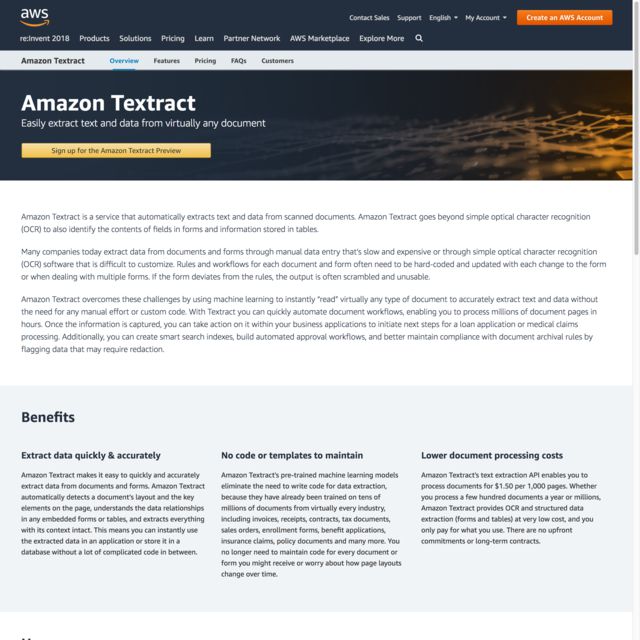 aws
Contact Sales Support English My Account Create an AWS Account
re:Invent 2018 Products Solutions Pricing Learn Partner Network AWS Marketplace Explore More
Amazon Textract Overview Features Pricing FAQs Customers
Amazon Textract
Easily extract text and data from virtually any document
Sign up for the Amazon Textract Preview
Amazon Textract is a service that automatically extracts text and data from scanned documents. Amazon Textract goes beyond simple optical character recognition
(OCR) to also identify the contents of fields in forms and information stored in tables.
Many companies today extract data from documents and forms through manual data entry that's slow and expensive or through simple optical character recognition
(OCR) software that is difficult to customize. Rules and workflows for each document and form often need to be hard-coded and updated with each change to the form
or when dealing with multiple forms. If the form deviates from the rules, the output is often scrambled and unusable.
Amazon Textract overcomes these challenges by using machine learning to instantly "read" virtually any type of document to accurately extract text and data without
the need for any manual effort or custom code. With Textract you can quickly automate document workflows, enabling you to process millions of document pages in
hours. Once the information is captured, you can take action on it within your business applications to initiate next steps for a loan application or medical claims
processing. Additionally, you can create smart search indexes, build automated approval workflows, and better maintain compliance with document archival rules by
flagging data that may require redaction.
Benefits
Extract data quickly & accurately
Amazon Textract makes it easy to quickly and accurately
extract data from documents and forms. Amazon Textract
automatically detects a document's layout and the key
elements on the page, understands the data relationships
in any embedded forms or tables, and extracts everything
with its context intact. This means you can instantly use
the extracted data in an application or store it in a
database without a lot of complicated code in between.
No code or templates to maintain
Amazon Textract's pre-trained machine learning models
eliminate the need to write code for data extraction,
because they have already been trained on tens of
millions of documents from virtually every industry,
including invoices, receipts, contracts, tax documents,
sales orders, enrollment forms, benefit applications,
insurance claims, policy documents and many more. You
no longer need to maintain code for every document or
form you might receive or worry about how page layouts
change over time.
Lower document processing costs
Amazon Textract's text extraction API enables you to
process documents for $1.50 per 1,000 pages. Whether
you process a few hundred documents a year or millions,
Amazon Textract provides OCR and structured data
extraction (forms and tables) at very low cost, and you
only pay for what you use. There are no upfront
commitments or long-term contracts.